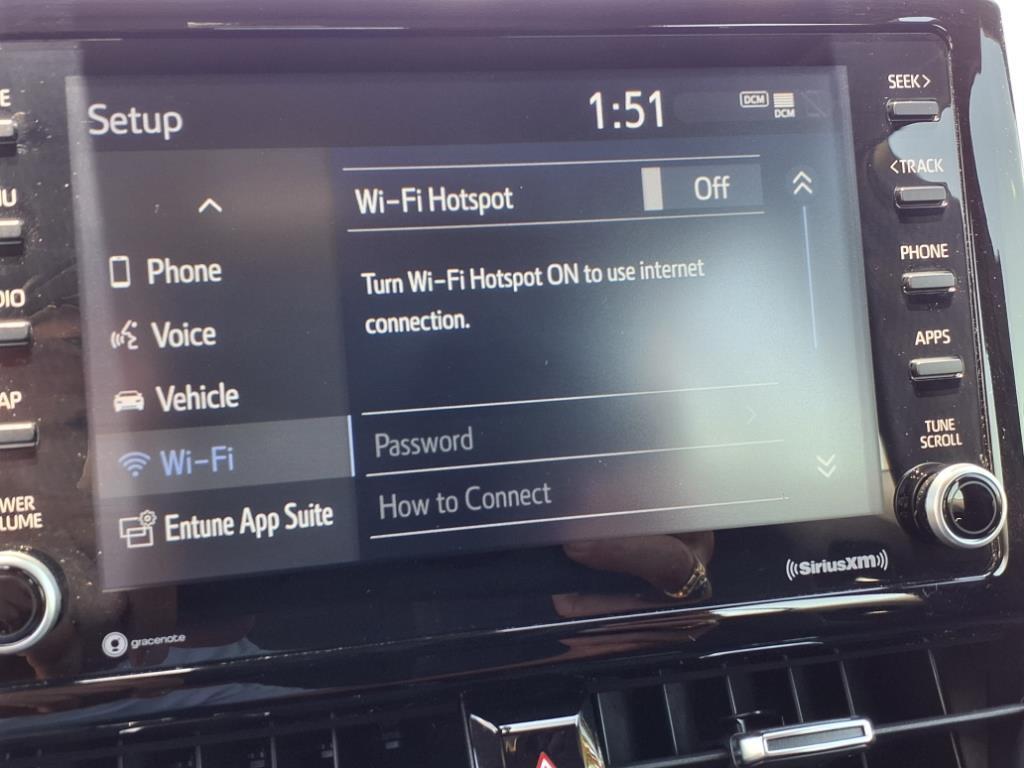 Setup
1:51
DCM
DCM
SEEK>
Wi-Fi Hotspot
Off
<TRACK
Phone
Turn Wi-Fi Hotspot ON to use internet
connection.
PHONE
Voice
APPS
Vehicle
Password
TUNE
SCROLL
Wi-Fi
How to Connect
Entune App Suite
SiriusXM
gracenote